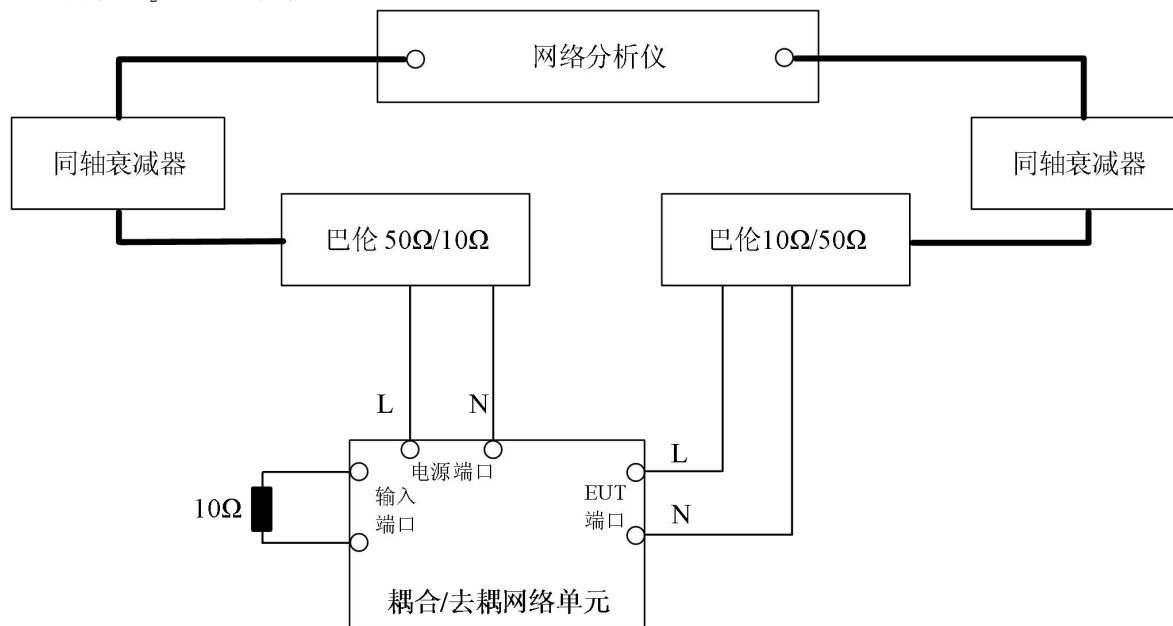 网络分析仪
同轴衰减器
同轴衰减器
巴伦 50Ω/10Ω
巴伦10Ω/50Ω
L
N
电源端口
L
输入
端口
EUT
端口
10Ω
N
耦合/去耦网络单元